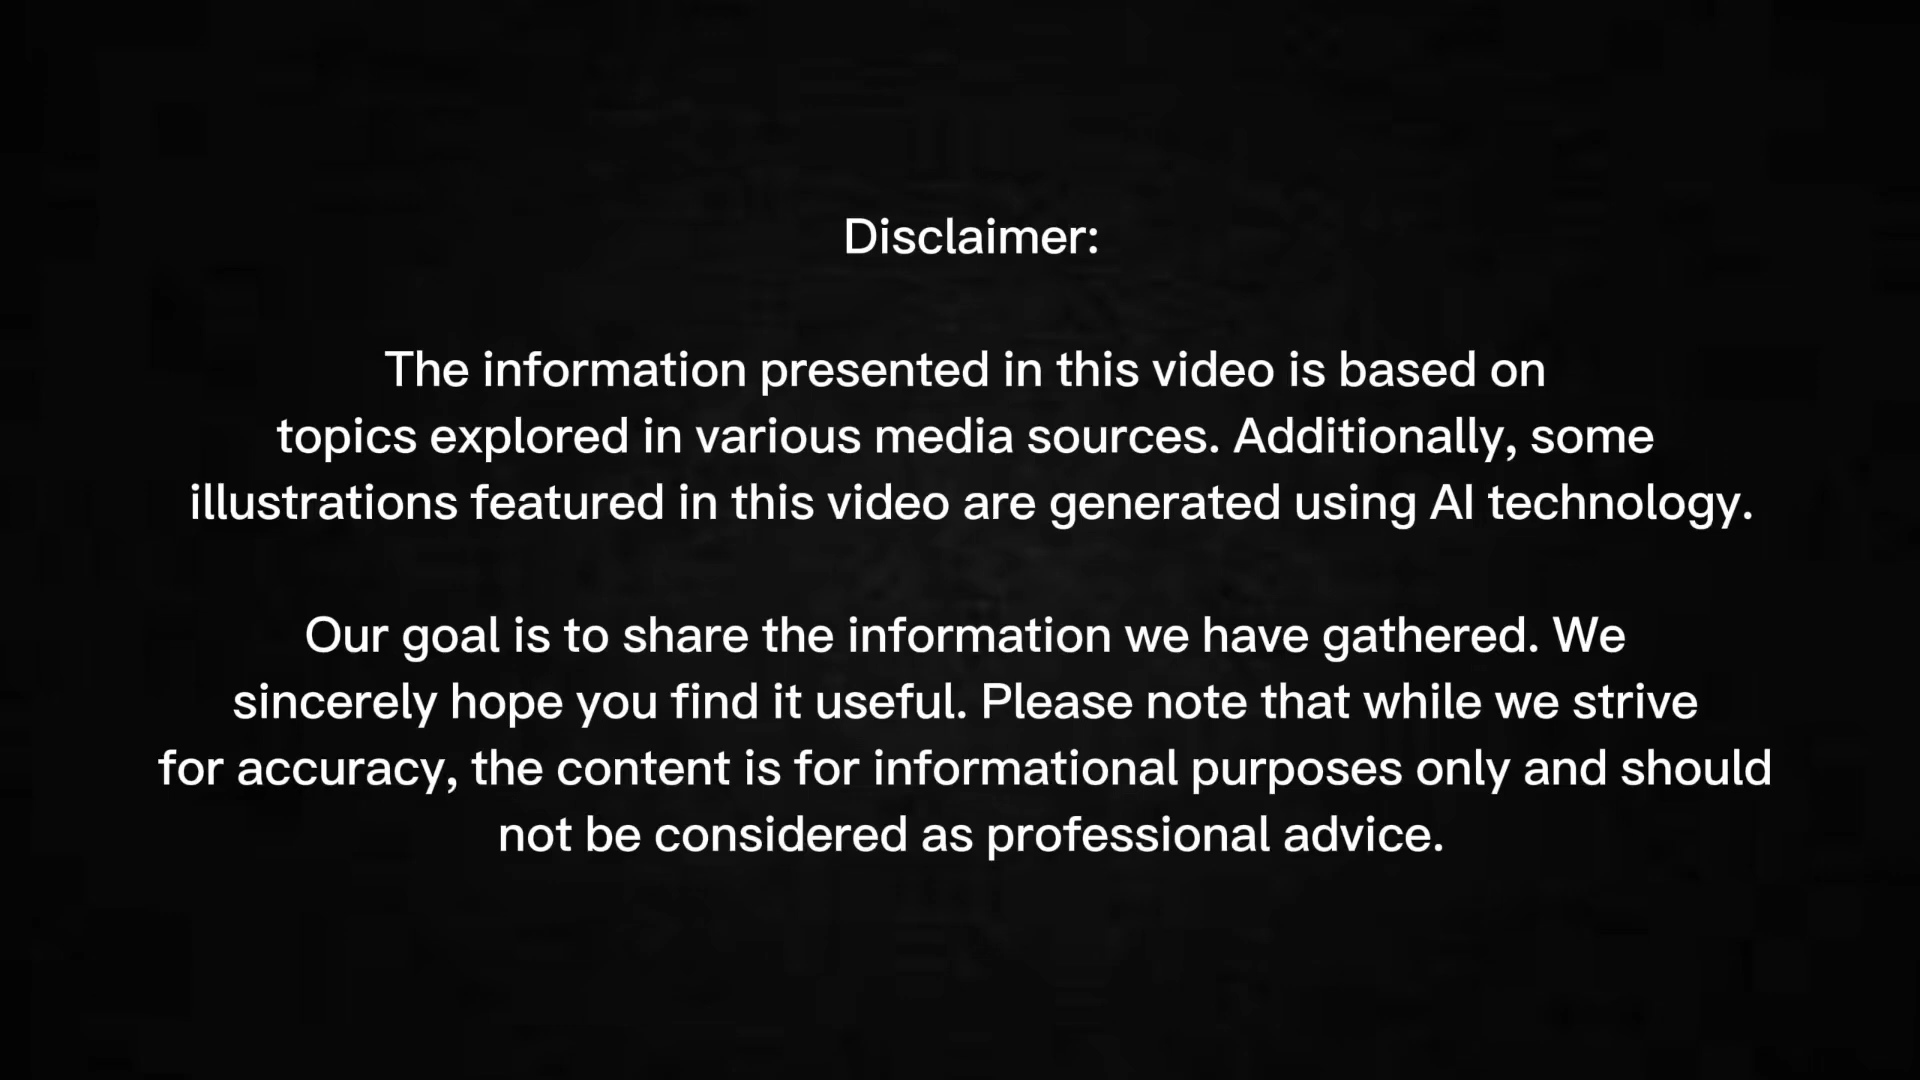 Disclaimer:
The information presented in this video is based on
topics explored in various media sources. Additionally, some
illustrations featured in this video are generated using AI technology.
Our goal is to share the information we have gathered. We
sincerely hope you find it useful. Please note that while we strive
for accuracy, the content is for informational purposes only and should
not be considered as professional advice.